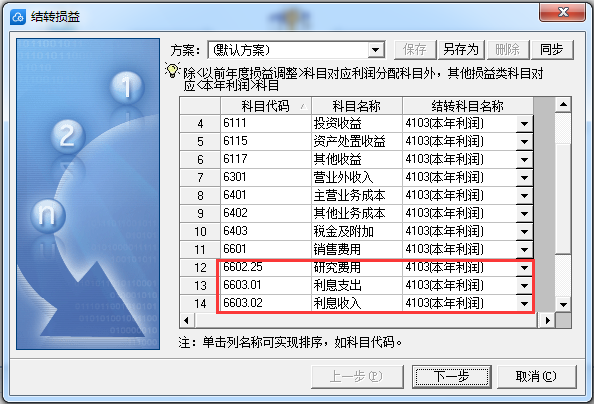 结转损益
方案： (默认方案) 保存 另存为 删除 同步
除<以前年度损益调整>科目对应利润分配科目外，其他损益类科目对
应<本年利润>科目
科目代码 科目名称 结转科目名称
4 6111 投资收益 4103(本年利润)
5 6115 资产处置收益 4103(本年利润)
6 6117 其他收益 4103(本年利润)
7 6301 营业外收入 4103(本年利润)
8 6401 主营业务成本 4103(本年利润)
9 6402 其他业务成本 4103(本年利润)
10 6403 税金及附加 4103(本年利润)
11 6601 销售费用 4103(本年利润)
12 6602.25 研究费用 4103(本年利润)
13 6603.01 利息支出 4103(本年利润)
14 6603.02 利息收入 4103(本年利润)
1
2
n
注：单击列名称可实现排序，如科目代码。
上一步(P) 下一步 取消(C)